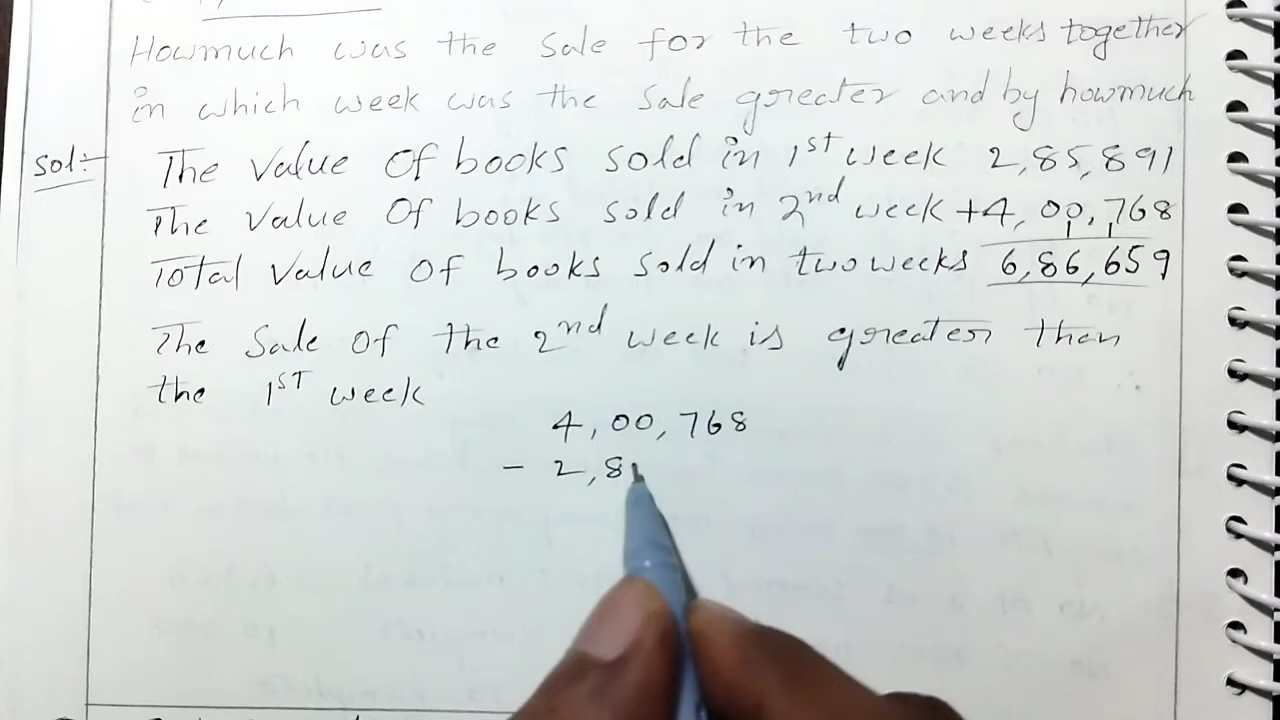 Howmuch was the sale for the two weeks together
in which week was the sale greater and by howmuch
Sol:- The value of books sold in 1st week 2,85,891
The value of books sold in 2nd week +4,00,768
Total value of books sold in two weeks 6,86,659
The Sale of the 2nd week is greater than
the 1ST week
4,00,768
- 2,8